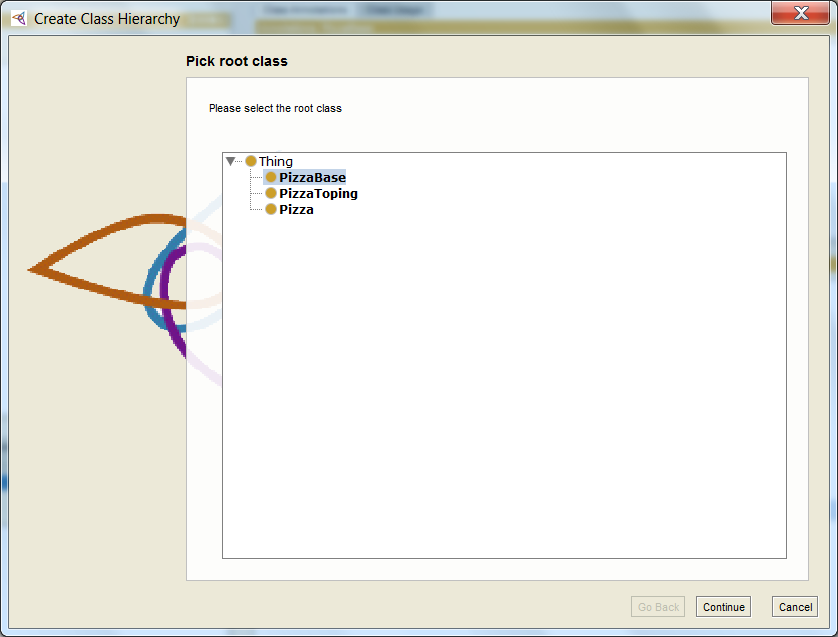 Create Class Hierarchy
Pick root class
Please select the root class
Thing
PizzaBase
PizzaToping
Pizza
Go Back
Continue
Cancel